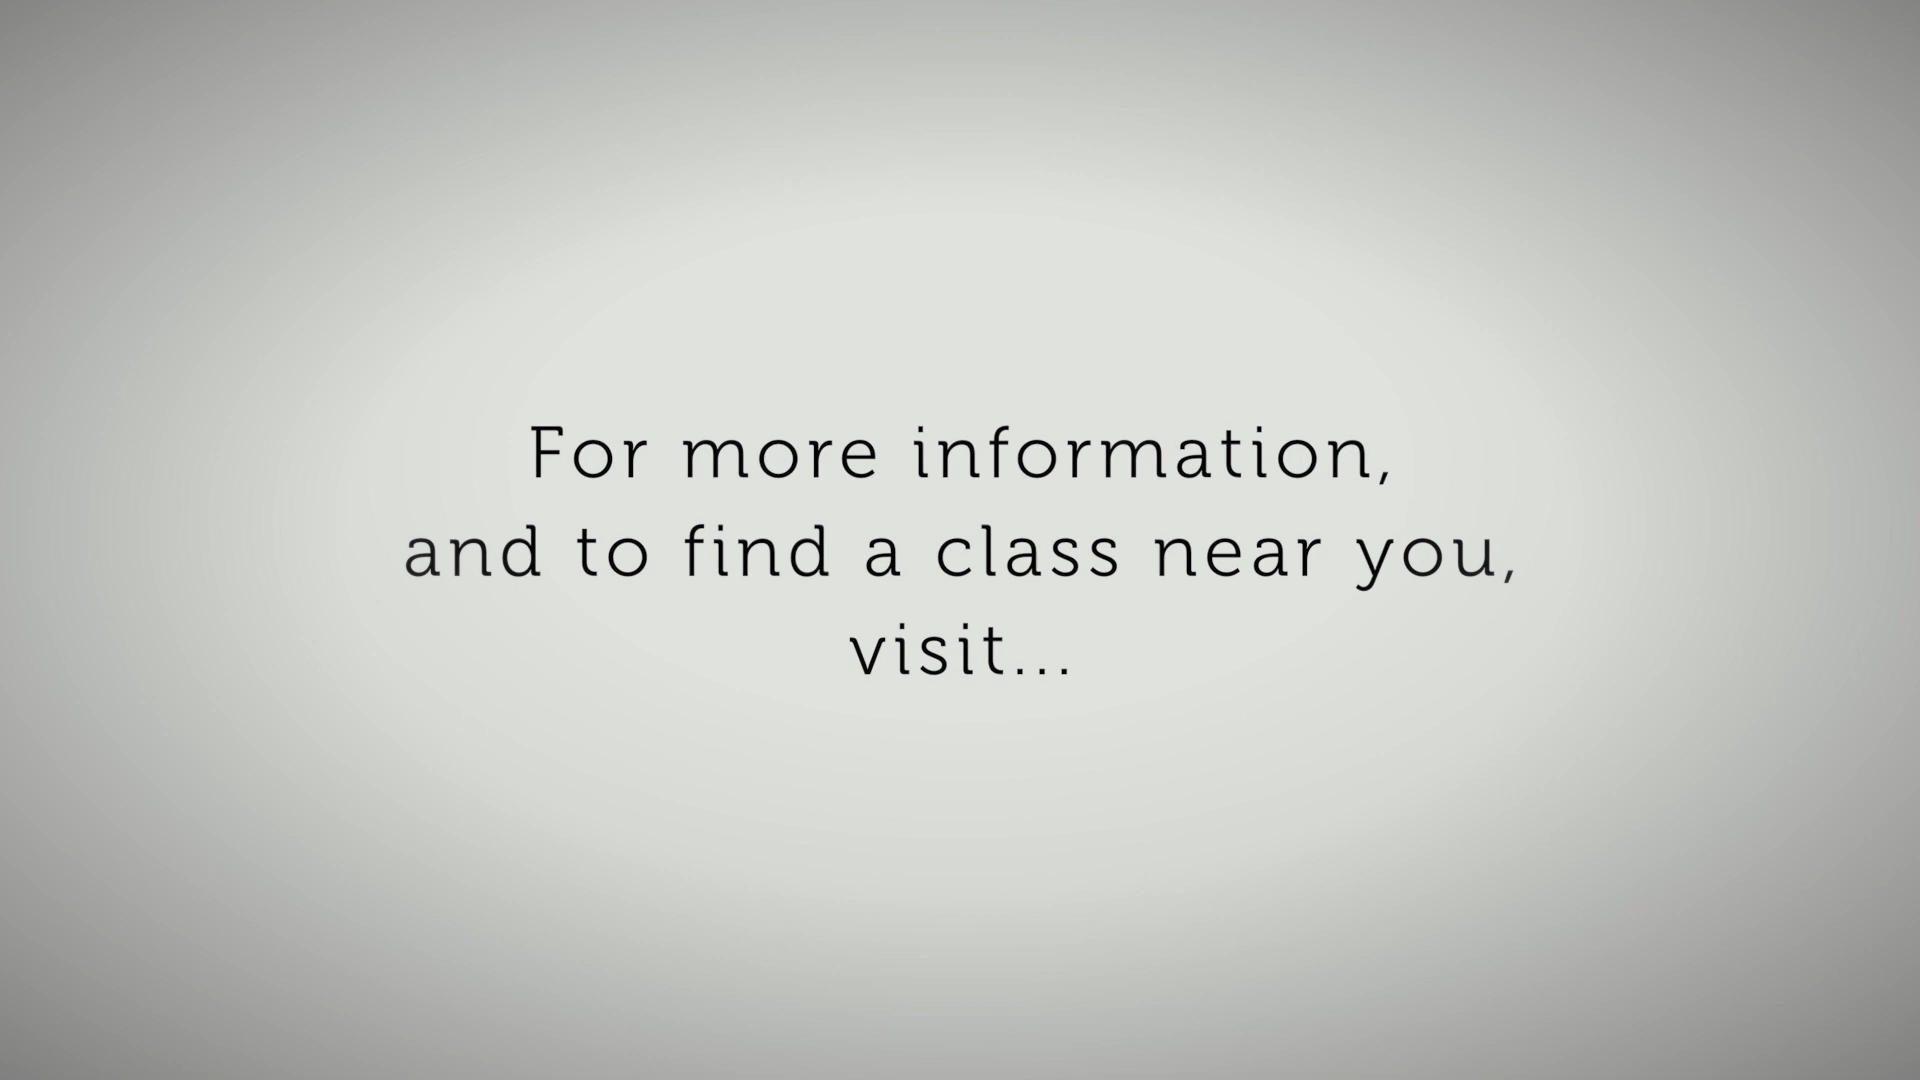 For more information,
and to find a class near you,
visit...